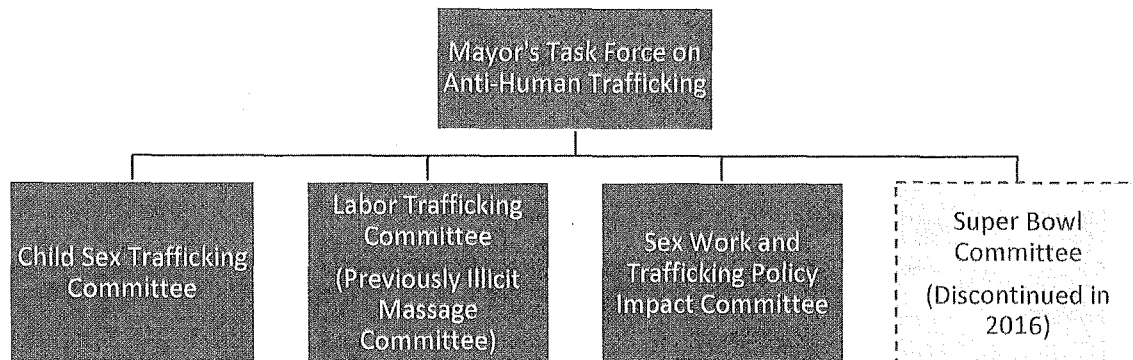 Mayor's Task Force on
Anti-Human Trafficking
Child Sex Trafficking
Committee
Labor Trafficking
Committee
(Previously Illicit
Massage
Committee)
Sex Work and
Trafficking Policy
Impact Committee
Super Bowl
Committee
(Discontinued in
2016)